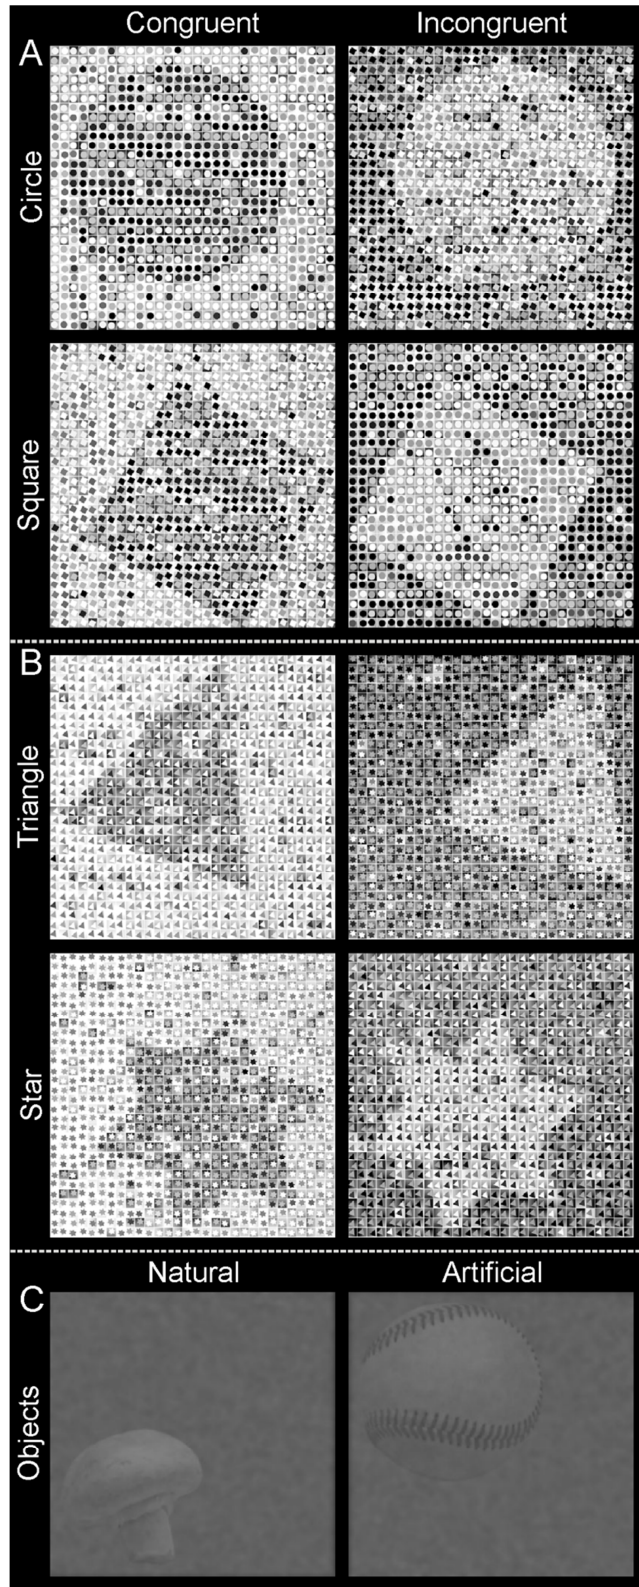 Congruent Incongruent
A
Circle
Square
B
Triangle
Star
Natural Artificial
C
Objects